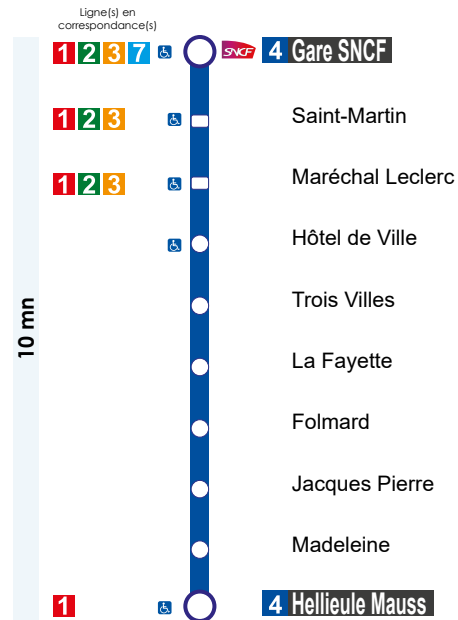 Ligne(s) en
correspondance(s)
1 2 3 7 SNCF 4 Gare SNCF
1 2 3 Saint-Martin
1 2 3 Maréchal Leclerc
Hôtel de Ville
Trois Villes
10 mn
La Fayette
Folmard
Jacques Pierre
Madeleine
1 4 Hellieule Mauss